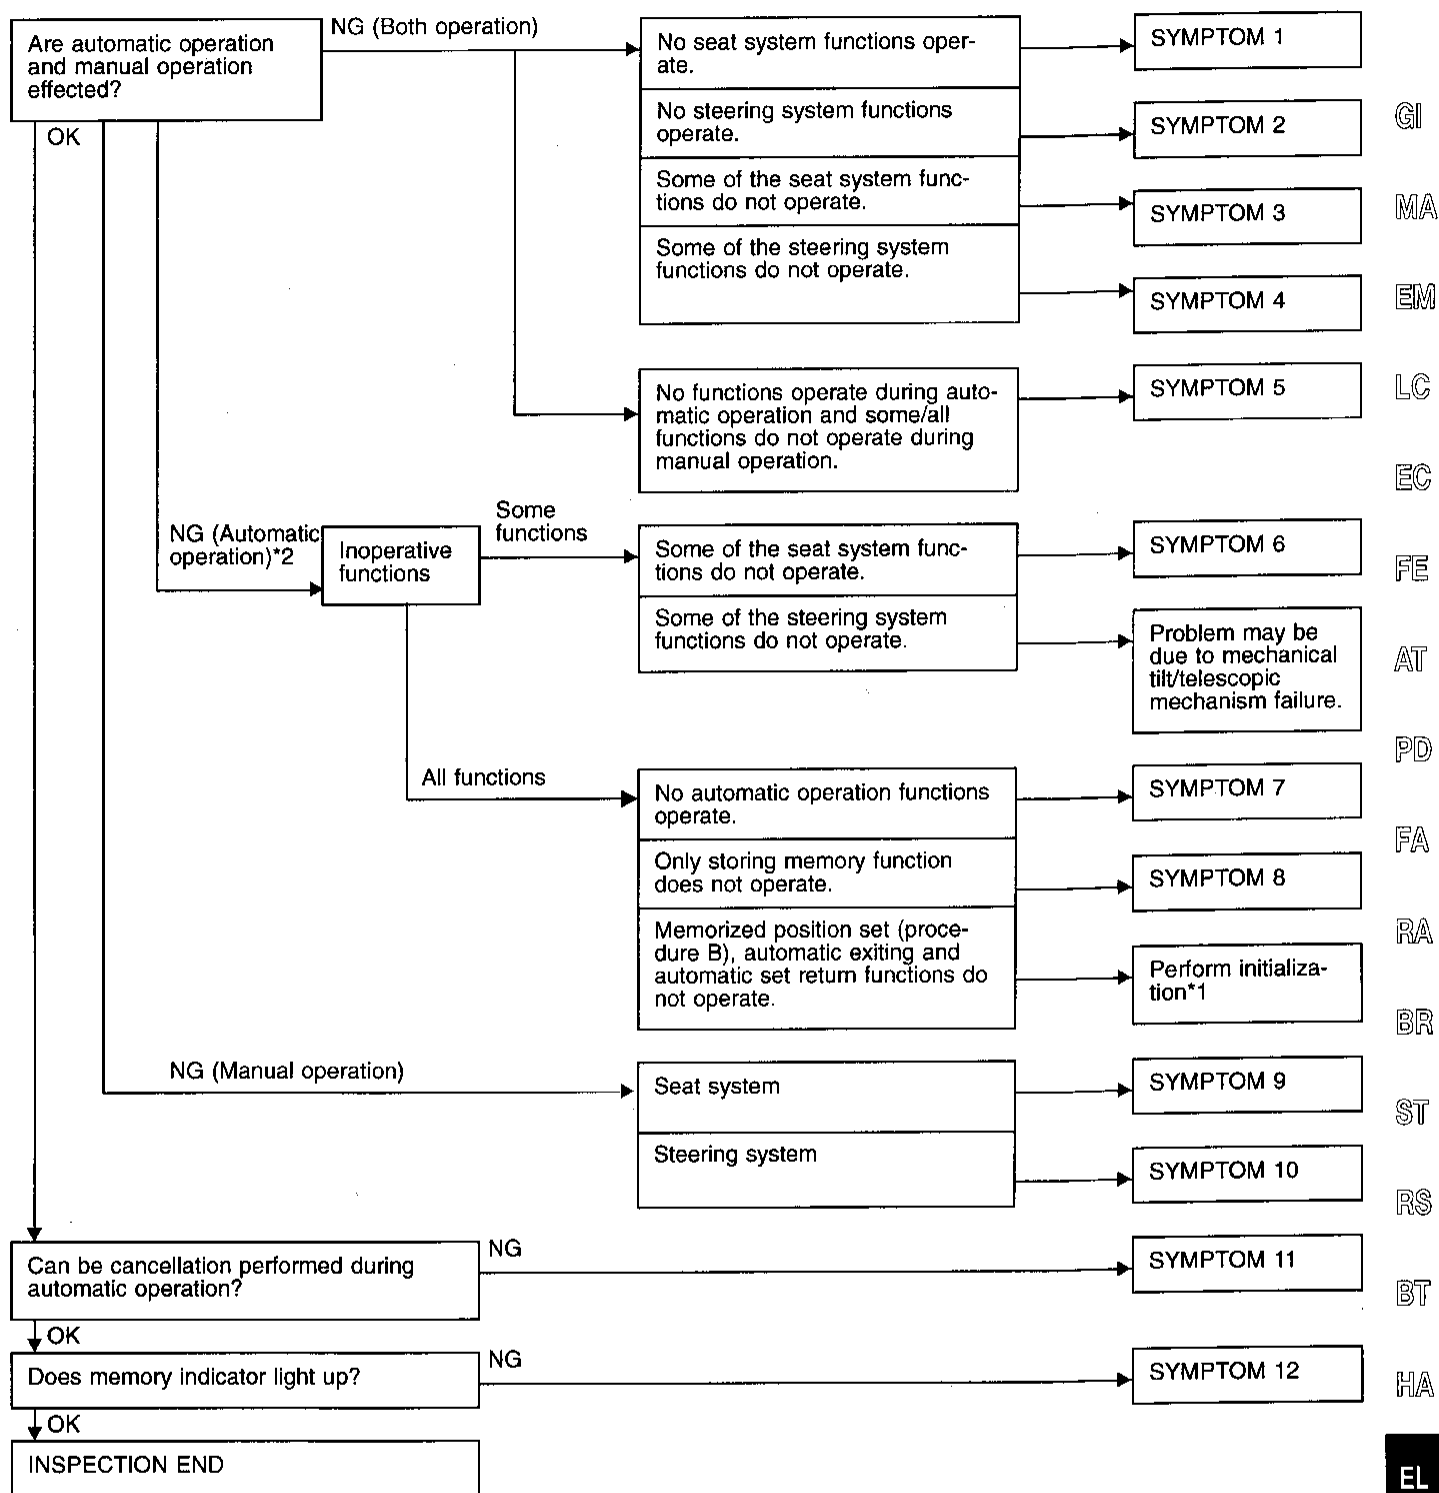 Are automatic operation
and manual operation
effected?
NG (Both operation)
OK
No seat system functions oper-
ate.
SYMPTOM 1
No steering system functions
operate.
SYMPTOM 2
Some of the seat system func-
tions do not operate.
SYMPTOM 3
Some of the steering system
functions do not operate.
SYMPTOM 4
No functions operate during auto-
matic operation and some/all
functions do not operate during
manual operation.
SYMPTOM 5
NG (Automatic
operation)*2
Inoperative
functions
Some
functions
Some of the seat system func-
tions do not operate.
SYMPTOM 6
Some of the steering system
functions do not operate.
Problem may be
due to mechanical
tilt/telescopic
mechanism failure.
All functions
No automatic operation functions
operate.
SYMPTOM 7
Only storing memory function
does not operate.
SYMPTOM 8
Memorized position set (proce-
dure B), automatic exiting and
automatic set return functions do
not operate.
Perform initializa-
tion*1
NG (Manual operation)
Seat system
SYMPTOM 9
Steering system
SYMPTOM 10
Can be cancellation performed during
automatic operation?
NG
SYMPTOM 11
OK
Does memory indicator light up?
NG
SYMPTOM 12
OK
INSPECTION END
GI
MA
EM
LC
EC
FE
AT
PD
FA
RA
BR
ST
RS
BT
HA
EL